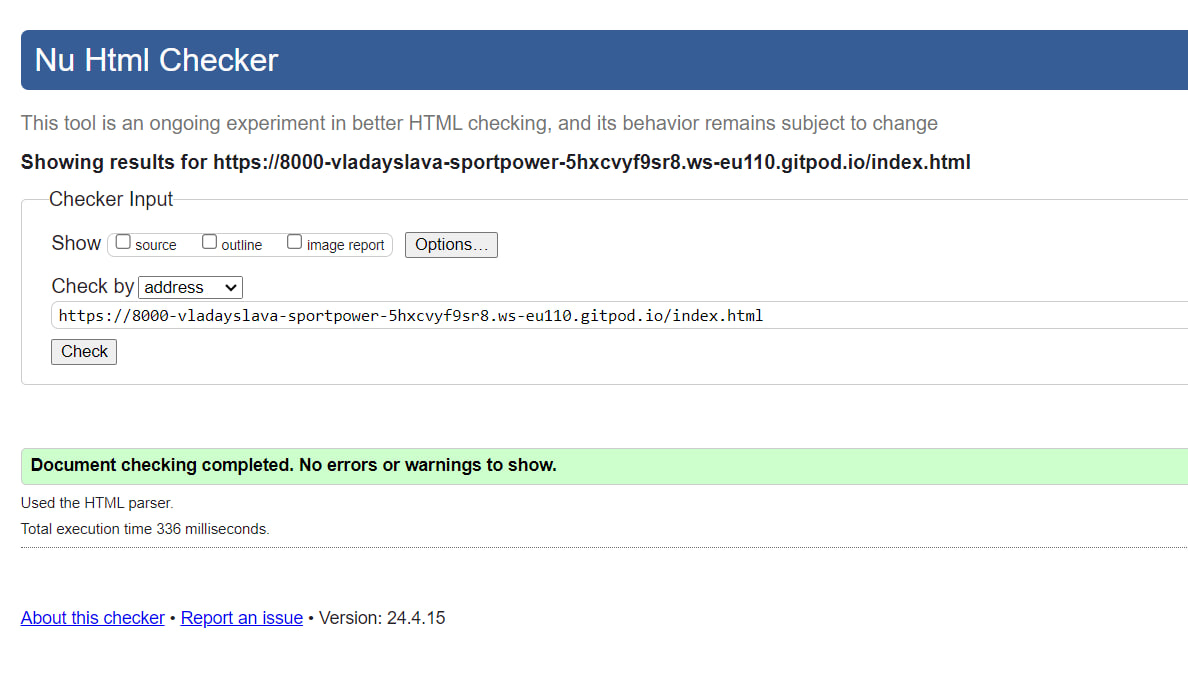 Nu Html Checker
This tool is an ongoing experiment in better HTML checking, and its behavior remains subject to change
Showing results for https://8000-vladayslava-sportpower-5hxcvyf9sr8.ws-eu110.gitpod.io/index.html
Checker Input
Show source outline image report Options…
Check by address
https://8000-vladayslava-sportpower-5hxcvyf9sr8.ws-eu110.gitpod.io/index.html
Check
Document checking completed. No errors or warnings to show.
Used the HTML parser.
Total execution time 336 milliseconds.
About this checker • Report an issue • Version: 24.4.15